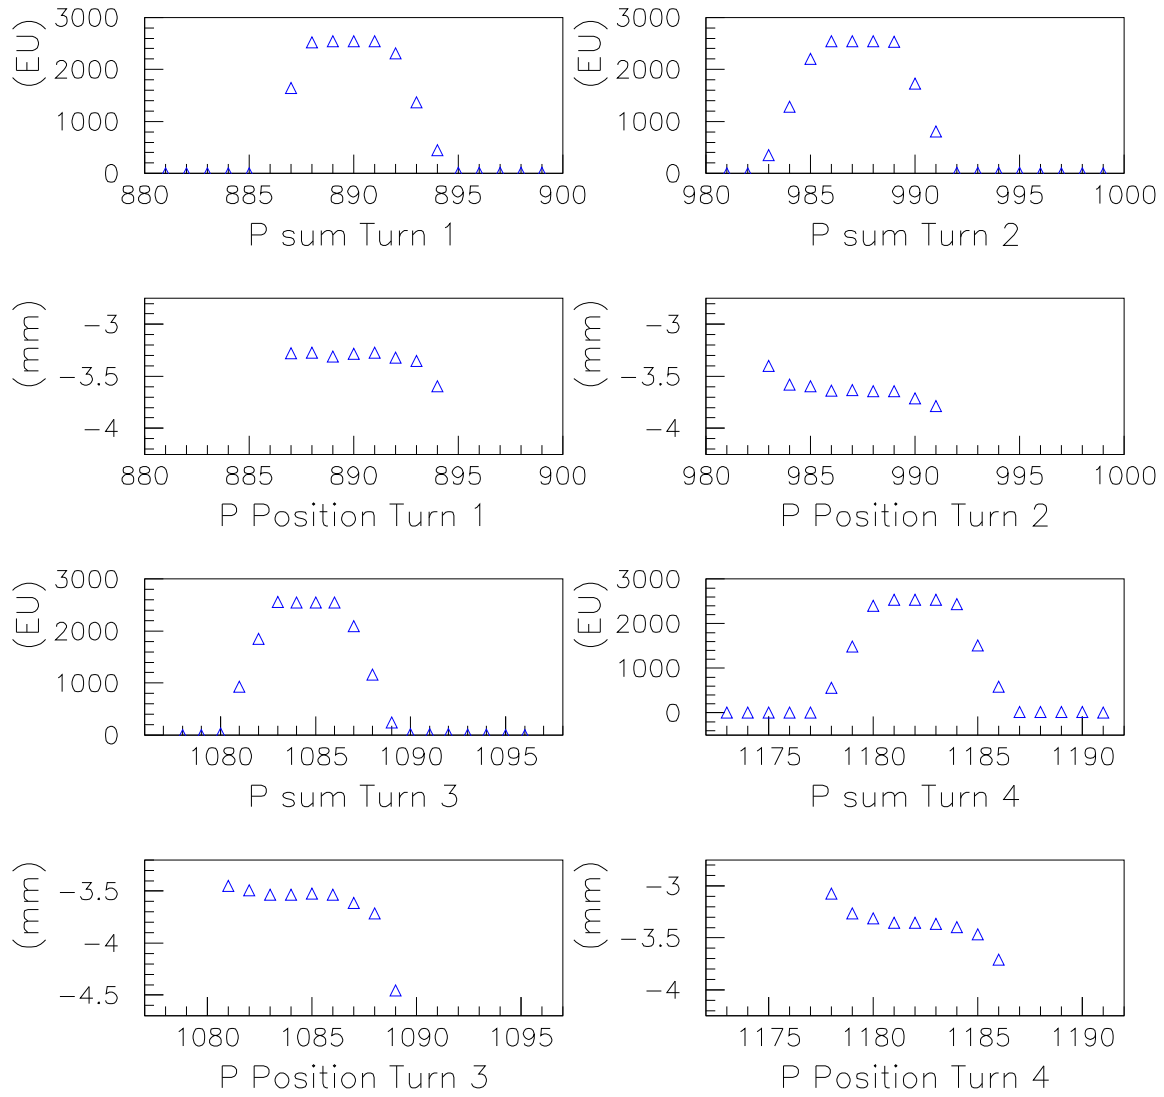 (EU)
3000
2000
1000
0
880 885 890 895 900
P sum Turn 1
(EU)
3000
2000
1000
0
980 985 990 995 1000
P sum Turn 2
(mm)
−3
−3.5
−4
880 885 890 895 900
P Position Turn 1
(mm)
−3
−3.5
−4
980 985 990 995 1000
P Position Turn 2
(EU)
3000
2000
1000
0
1080 1085 1090 1095
P sum Turn 3
(EU)
3000
2000
1000
0
1175 1180 1185 1190
P sum Turn 4
(mm)
−3.5
−4
−4.5
1080 1085 1090 1095
P Position Turn 3
(mm)
−3
−3.5
−4
1175 1180 1185 1190
P Position Turn 4